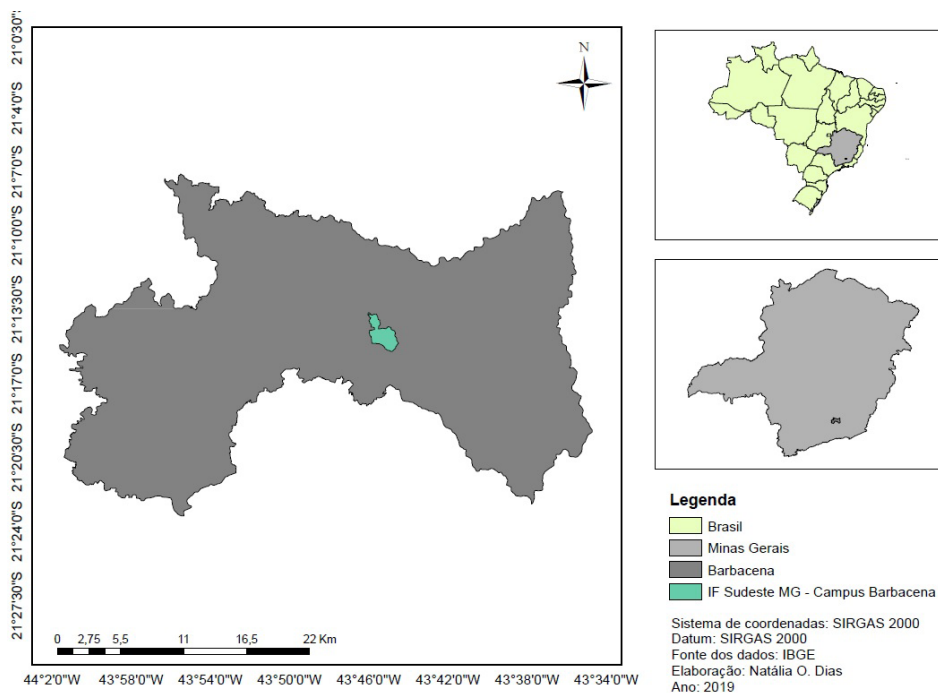 21°0'30"S
21°4'0"S
21°7'0"S
21°10'0"S
21°13'30"S
21°17'0"S
21°20'30"S
21°24'0"S
21°27'30"S
N
0 2,75 5,5 11 16,5 22 Km
44°2'0"W 43°58'0"W 43°54'0"W 43°50'0"W 43°46'0"W 43°42'0"W 43°38'0"W 43°34'0"W
Legenda
Brasil
Minas Gerais
Barbacena
IF Sudeste MG - Campus Barbacena
Sistema de coordenadas: SIRGAS 2000
Datum: SIRGAS 2000
Fonte dos dados: IBGE
Elaboração: Natália O. Dias
Ano: 2019